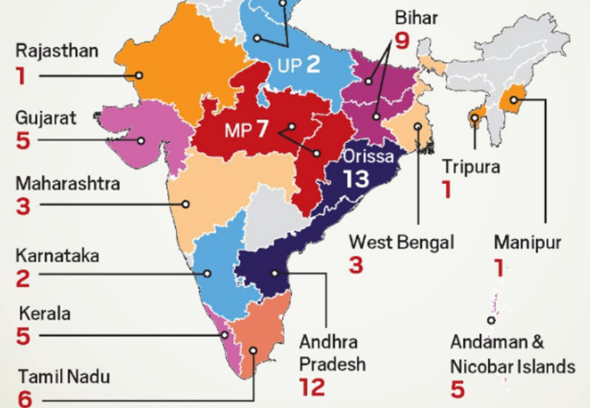 Bihar
9
Rajasthan
1
UP 2
Gujarat
5
MP 7
Orissa
13
Tripura
1
Maharashtra
3
West Bengal
3
Manipur
1
Karnataka
2
Kerala
5
Andhra
Pradesh
12
Andaman &
Nicobar Islands
5
Tamil Nadu
6